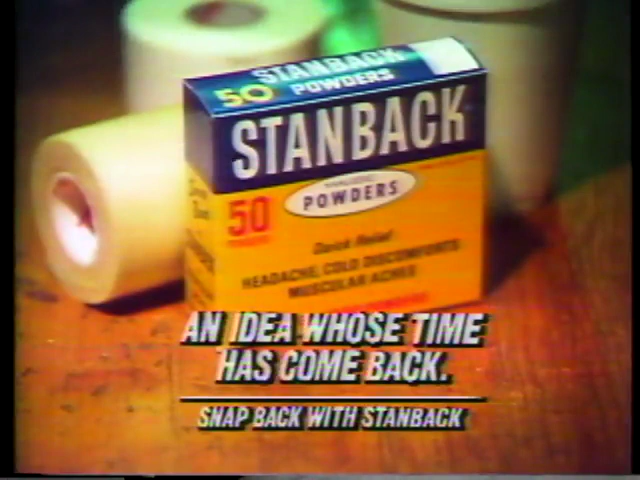 STANBACK
50 POWDERS
STANBACK
POWDERS
50
Quick Relief
HEADACHE, COLD DISCOMFORTS
MUSCULAR ACHES
AN IDEA WHOSE TIME
HAS COME BACK.
SNAP BACK WITH STANBACK